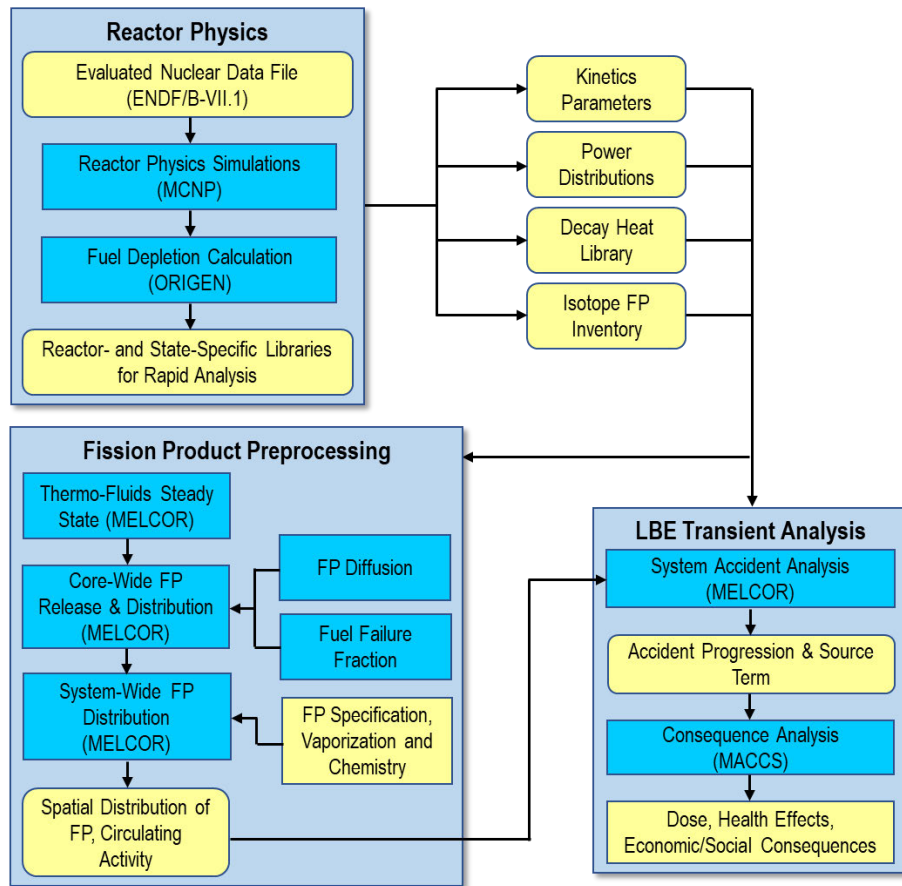 Reactor Physics
Evaluated Nuclear Data File
(ENDF/B-VII.1)
Reactor Physics Simulations
(MCNP)
Fuel Depletion Calculation
(ORIGEN)
Reactor- and State-Specific Libraries
for Rapid Analysis
Kinetics
Parameters
Power
Distributions
Decay Heat
Library
Isotope FP
Inventory
Fission Product Preprocessing
Thermo-Fluids Steady
State (MELCOR)
Core-Wide FP
Release & Distribution
(MELCOR)
FP Diffusion
Fuel Failure
Fraction
System-Wide FP
Distribution
(MELCOR)
FP Specification,
Vaporization and
Chemistry
Spatial Distribution of
FP, Circulating
Activity
LBE Transient Analysis
System Accident Analysis
(MELCOR)
Accident Progression & Source
Term
Consequence Analysis
(MACCS)
Dose, Health Effects,
Economic/Social Consequences